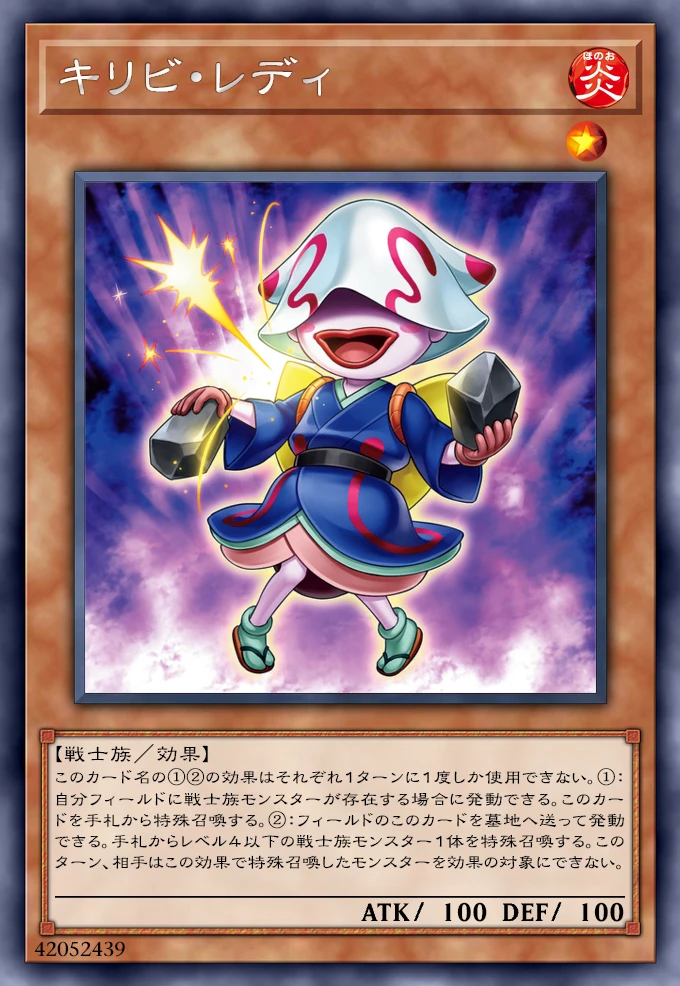 キリビ・レディ
ほのお
炎
【戦士族／効果】
このカード名の①②の効果はそれぞれ1ターンに1度しか使用できない。①：
自分フィールドに戦士族モンスターが存在する場合に発動できる。このカー
ドを手札から特殊召喚する。②：フィールドのこのカードを墓地へ送って発動
できる。手札からレベル4以下の戦士族モンスター1体を特殊召喚する。この
ターン、相手はこの効果で特殊召喚したモンスターを効果の対象にできない。
ATK/ 100 DEF/ 100
42052439